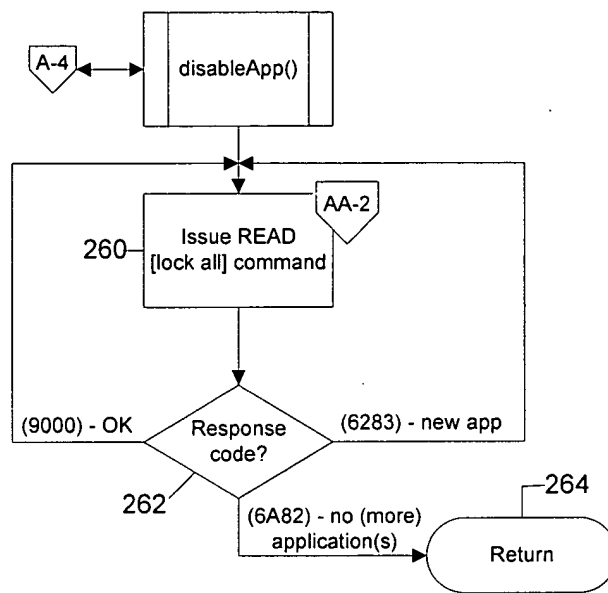 A-4
disableApp()
AA-2
Issue READ
[lock all] command
260
(9000) - OK
Response
code?
(6283) - new app
262
(6A82) - no (more)
application(s)
264
Return